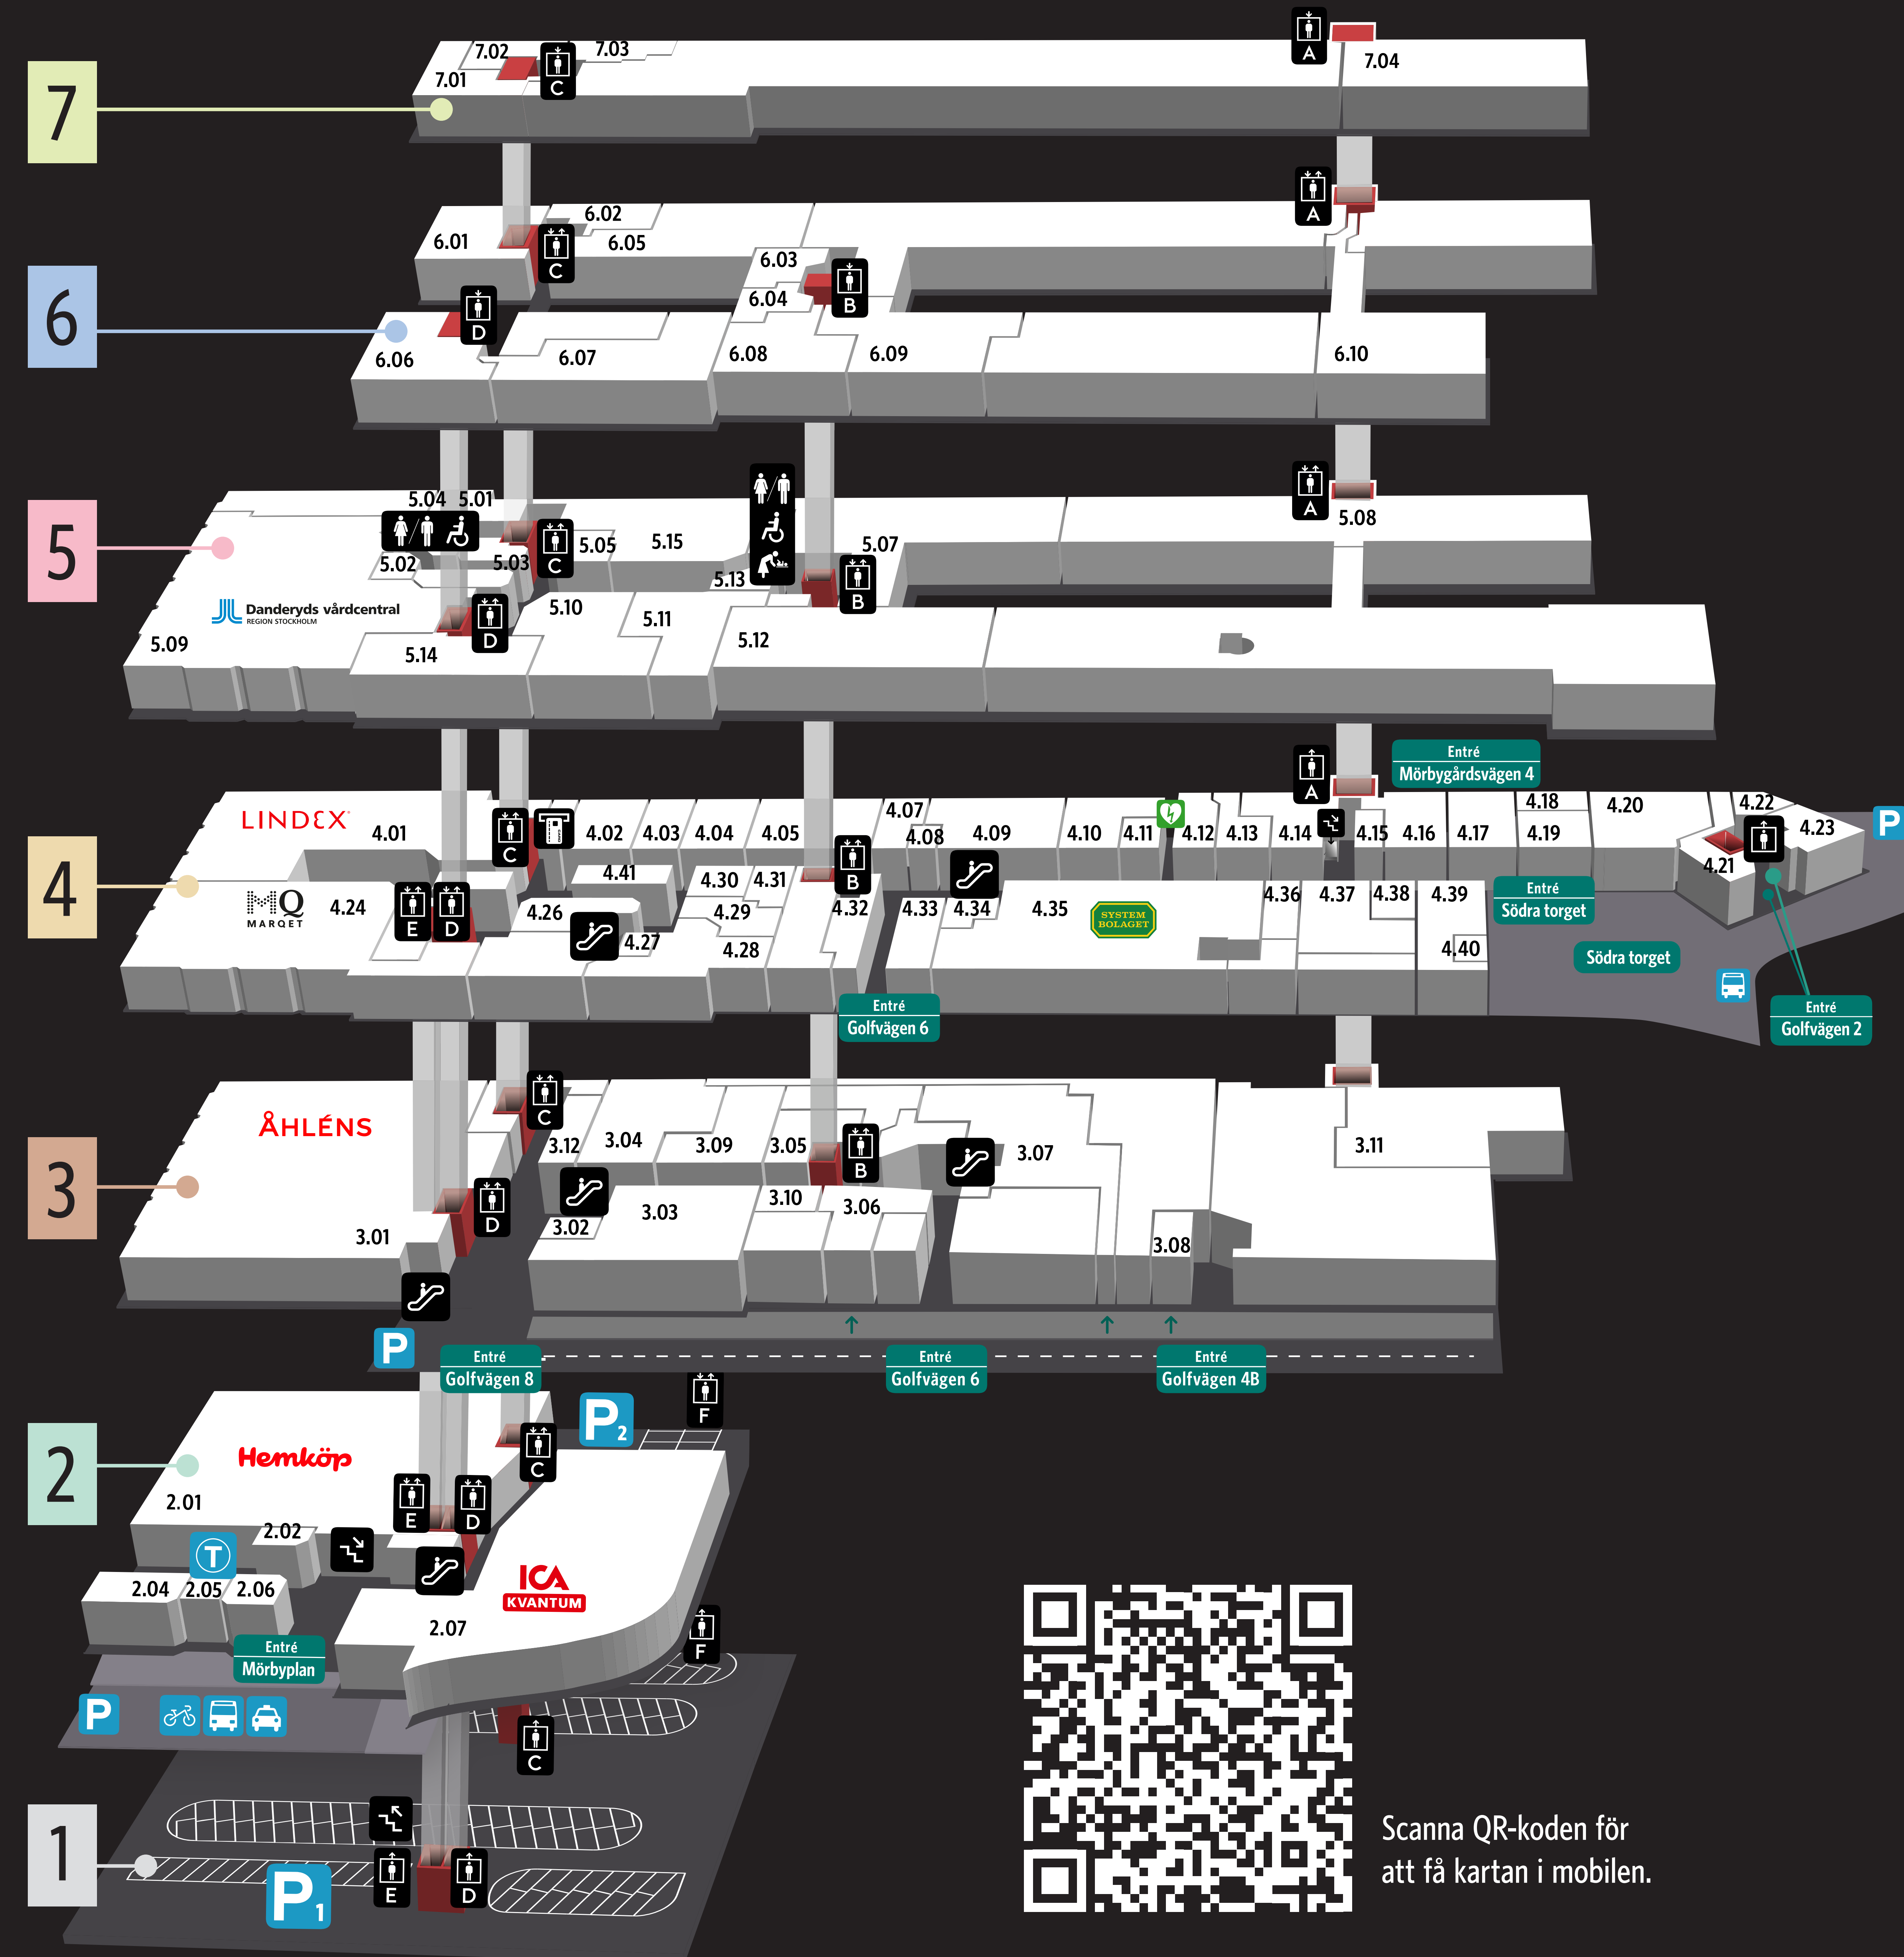 7
7.02
7.03
7.01
C
A
7.04
6
6.02
6.01
6.05
C
A
6.03
6.04
B
D
6.06
6.07
6.08
6.09
6.10
5
5.04
5.01
A
5.08
5.02
5.03
C
5.05
5.15
5.13
5.07
B
Danderyds vårdcentral
REGION STOCKHOLM
D
5.10
5.11
5.12
5.09
5.14
4
LINDEX
4.01
C
4.02
4.03
4.04
4.05
4.07
4.08
4.09
4.10
4.11
4.12
4.13
4.14
A
Entré
Mörbygårdsvägen 4
4.15
4.16
4.17
4.18
4.19
4.20
4.22
4.21
4.23
P
MQ
MARQET
4.24
E
D
4.26
4.41
4.27
4.30
4.31
4.29
4.28
B
4.32
4.33
4.34
4.35
SYSTEM
BOLAGET
4.36
4.37
4.38
4.39
4.40
Entré
Södra torget
Södra torget
Entré
Golfvägen 6
Entré
Golfvägen 2
3
ÅHLÉNS
C
3.12
3.04
3.09
3.05
B
3.07
3.11
3.01
D
3.02
3.03
3.10
3.06
3.08
P
Entré
Golfvägen 8
Entré
Golfvägen 6
Entré
Golfvägen 4B
2
Hemköp
P2
F
C
2.01
E
D
2.02
T
2.04
2.05
2.06
ICA
KVANTUM
2.07
F
Entré
Mörbyplan
P
C
1
E
D
P1
Scanna QR-koden för
att få kartan i mobilen.